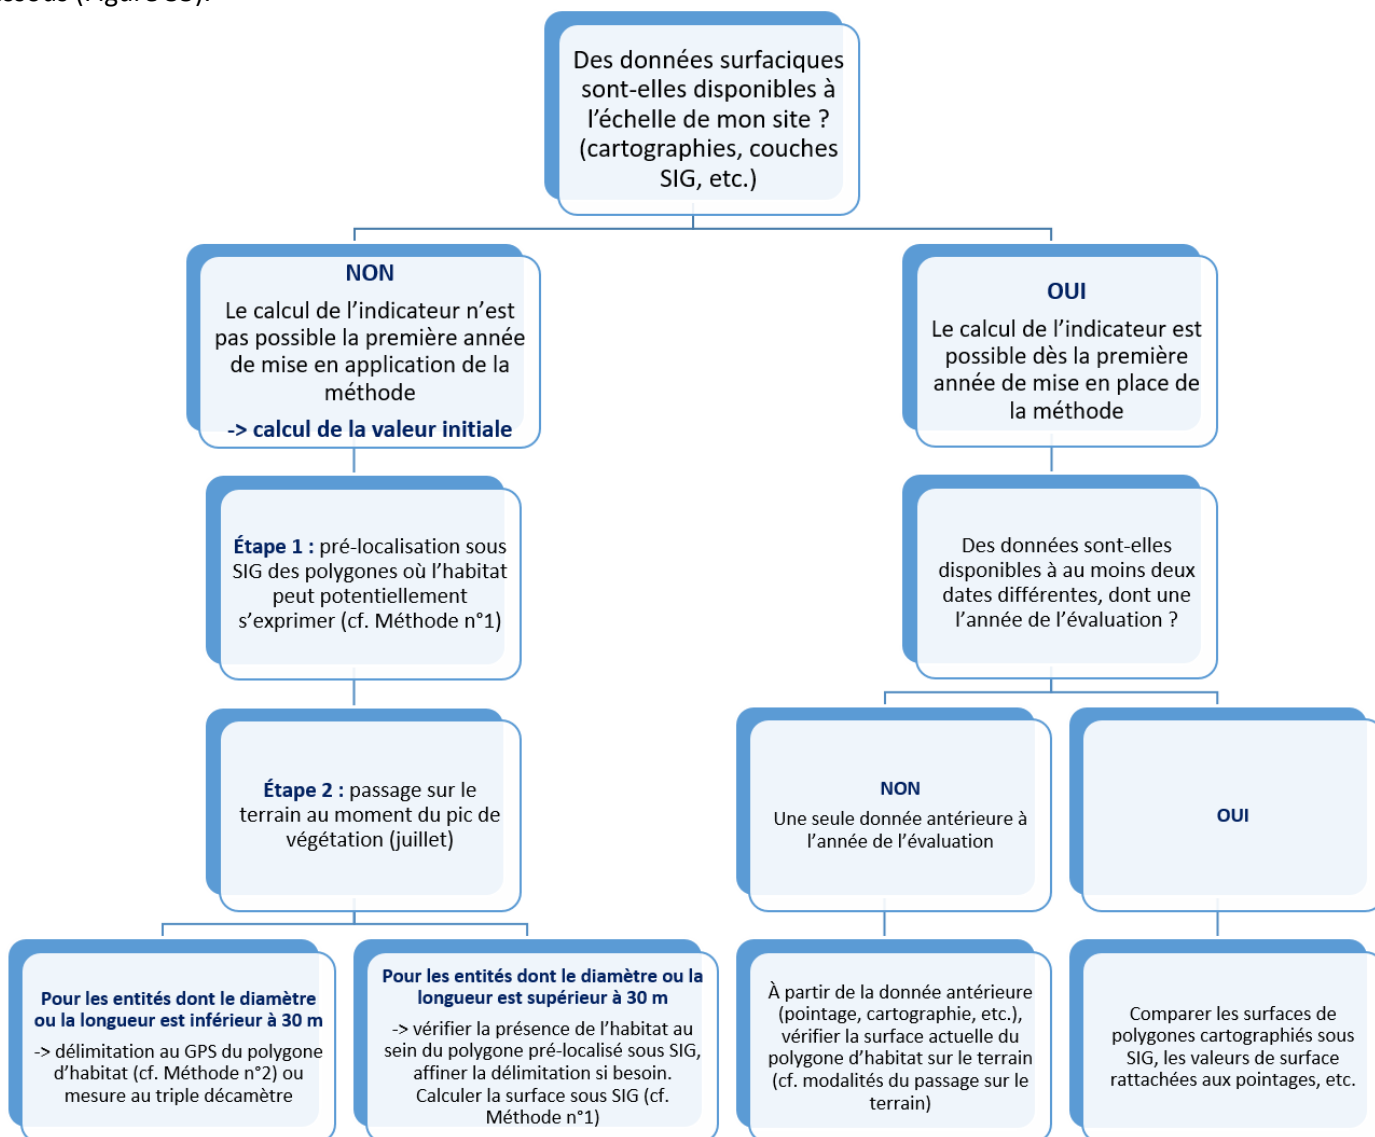 Des données surfaciques
sont-elles disponibles à
l'échelle de mon site ?
(cartographies, couches
SIG, etc.)
NON
Le calcul de l'indicateur n'est
pas possible la première année
de mise en application de la
méthode
-> calcul de la valeur initiale
OUI
Le calcul de l'indicateur est
possible dès la première
année de mise en place de
la méthode
Étape 1 : pré-localisation sous
SIG des polygones où l'habitat
peut potentiellement
s'exprimer (cf. Méthode n°1)
Des données sont-elles
disponibles à au moins deux
dates différentes, dont une
l'année de l'évaluation ?
Étape 2 : passage sur le
terrain au moment du pic de
végétation (juillet)
NON
Une seule donnée antérieure à
l'année de l'évaluation
OUI
Pour les entités dont le diamètre
ou la longueur est inférieur à 30 m
-> délimitation au GPS du polygone
d'habitat (cf. Méthode n°2) ou
mesure au triple décamètre
Pour les entités dont le diamètre ou la
longueur est supérieur à 30 m
-> vérifier la présence de l'habitat au
sein du polygone pré-localisé sous SIG,
affiner la délimitation si besoin.
Calculer la surface sous SIG (cf.
Méthode n°1)
À partir de la donnée antérieure
(pointage, cartographie, etc.),
vérifier la surface actuelle du
polygone d'habitat sur le terrain
(cf. modalités du passage sur le
terrain)
Comparer les surfaces de
polygones cartographiés sous
SIG, les valeurs de surface
rattachées aux pointages, etc.